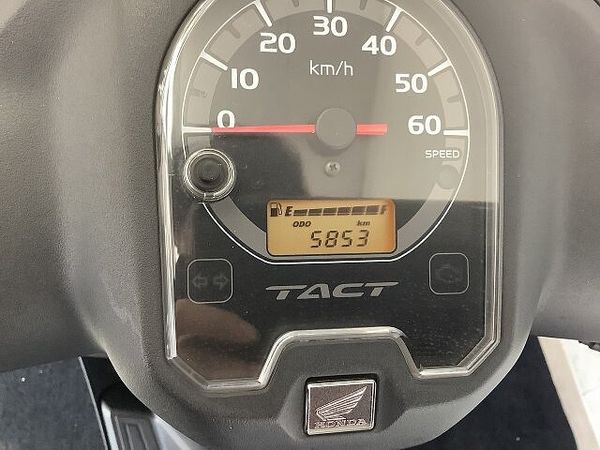 0 10 20 30 40 50 60
km/h
SPEED
E F
ODO km
5853
TACT
HONDA